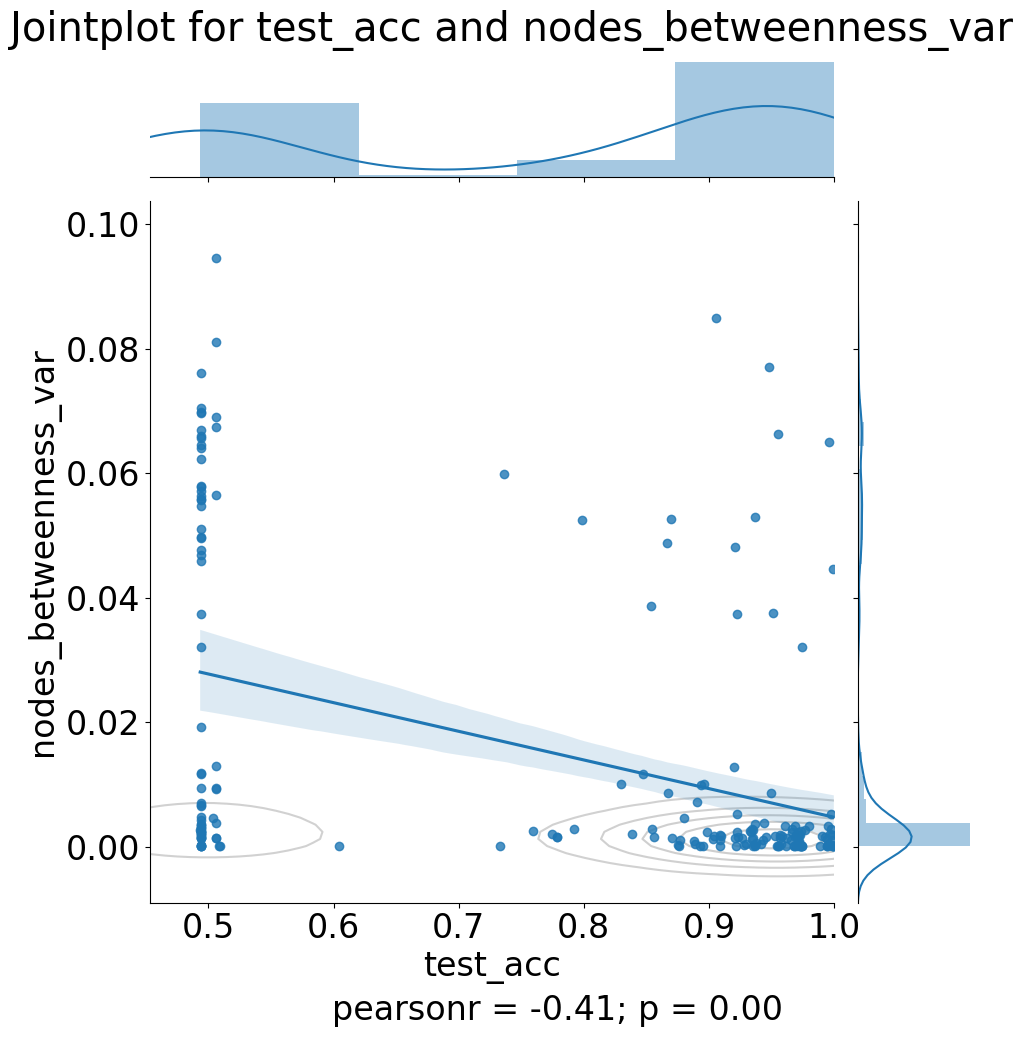 Jointplot for test_acc and nodes_betweenness_var
0.10
0.08
0.06
0.04
0.02
0.00
nodes_betweenness_var
0.5 0.6 0.7 0.8 0.9 1.0
test_acc
pearsonr = -0.41; p = 0.00